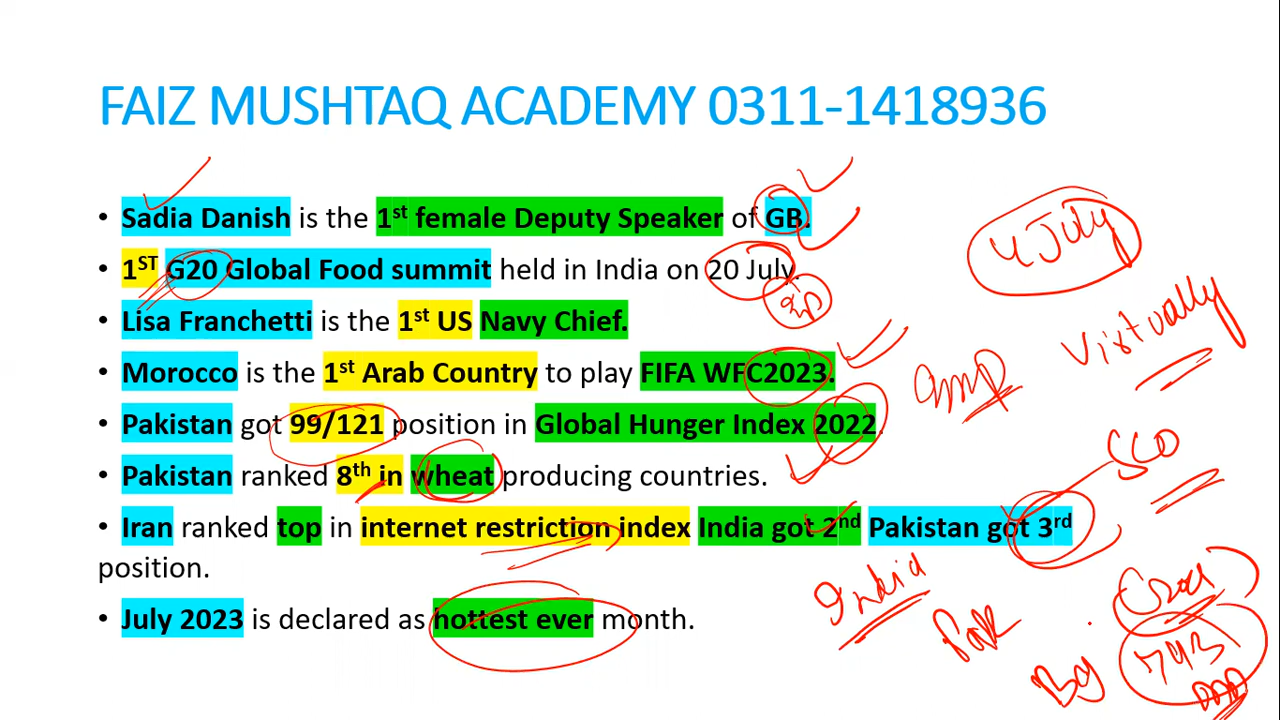 FAIZ MUSHTAQ ACADEMY 0311-1418936
• Sadia Danish is the 1st female Deputy Speaker of GB.
• 1ST G20 Global Food summit held in India on 20 July.
• Lisa Franchetti is the 1st US Navy Chief.
• Morocco is the 1st Arab Country to play FIFA WFC2023.
• Pakistan got 99/121 position in Global Hunger Index 2022.
• Pakistan ranked 8th in wheat producing countries.
• Iran ranked top in internet restriction index India got 2nd Pakistan got 3rd
position.
• July 2023 is declared as hottest ever month.
4 July
Virtually
Imp
SCO
India
Pak